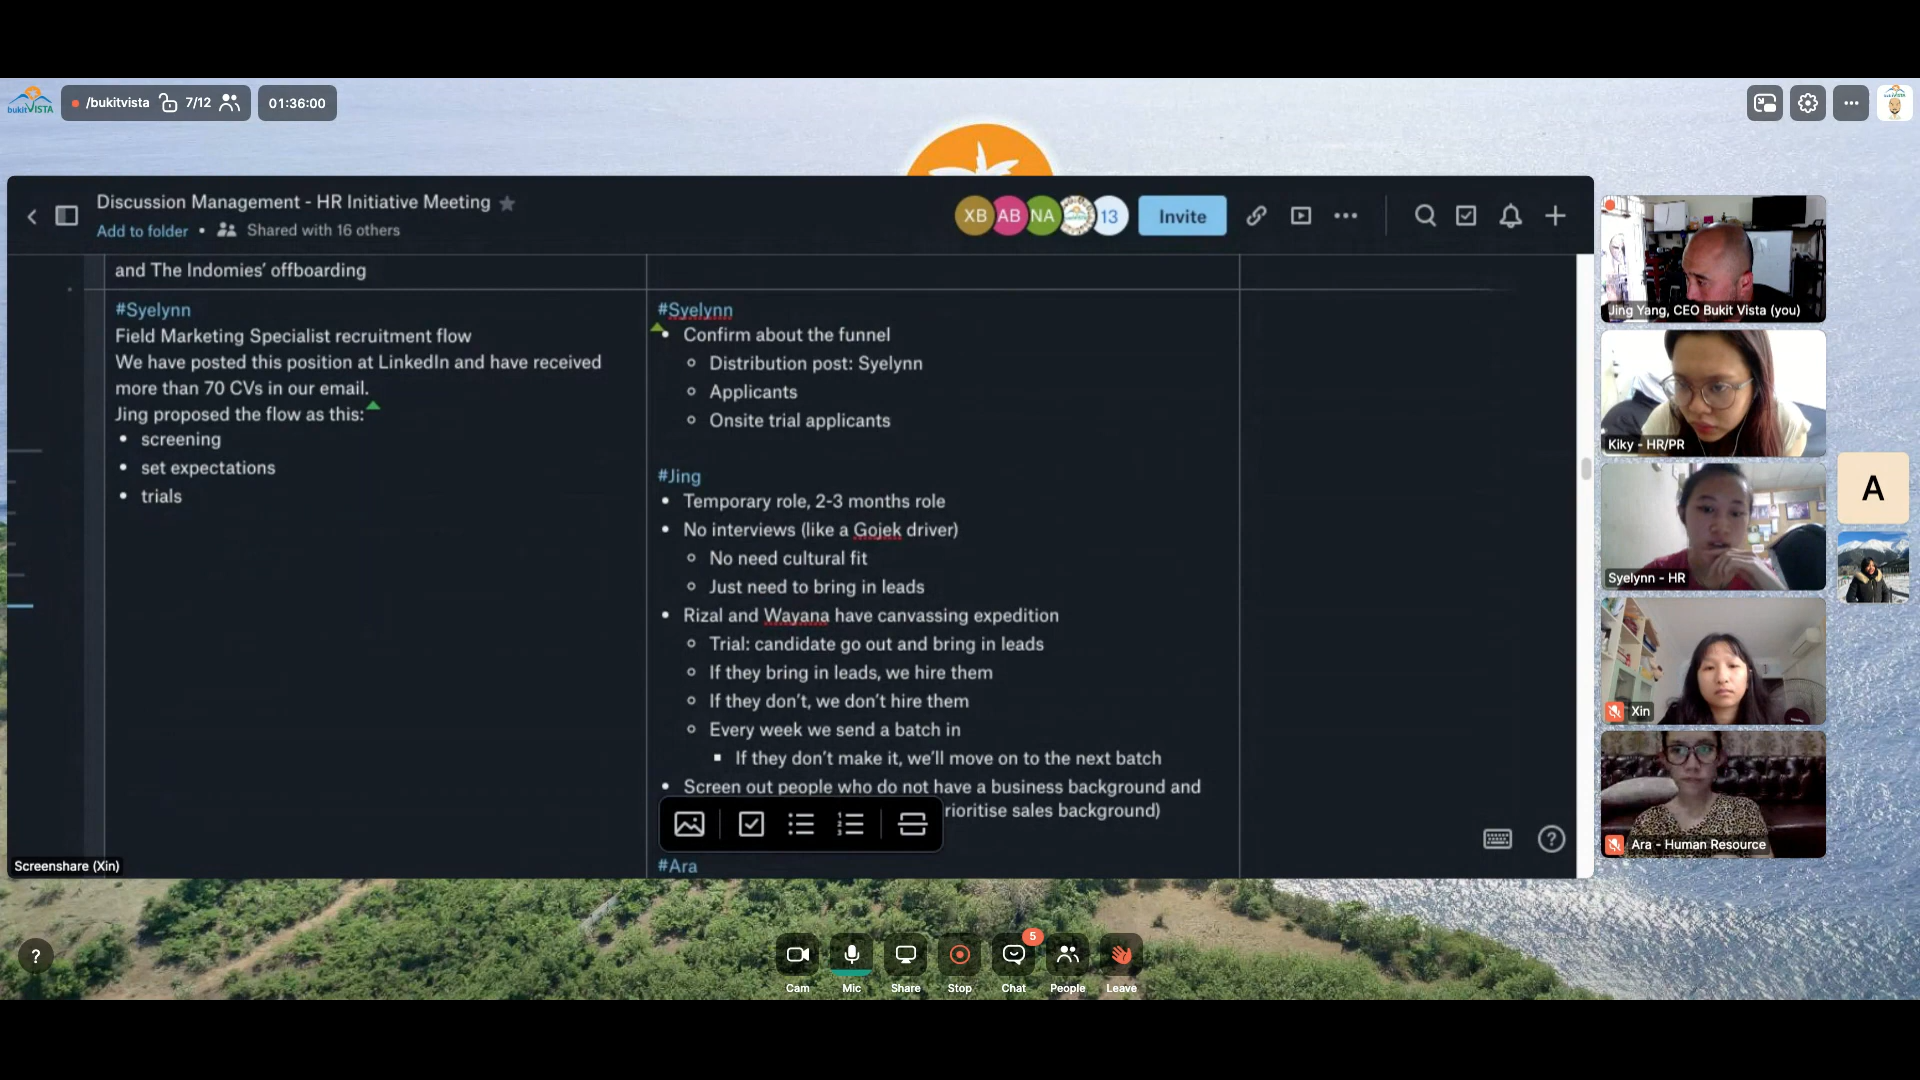 bukitVISTA
/bukitvista
7/12
01:36:00
Discussion Management - HR Initiative Meeting
Add to folder • Shared with 16 others
XB
AB
NA
13
Invite
and The Indomies’ offboarding
#Syelynn
Field Marketing Specialist recruitment flow
We have posted this position at LinkedIn and have received
more than 70 CVs in our email.
Jing proposed the flow as this:
• screening
• set expectations
• trials
#Syelynn
• Confirm about the funnel
◦ Distribution post: Syelynn
◦ Applicants
◦ Onsite trial applicants
#Jing
• Temporary role, 2-3 months role
• No interviews (like a Gojek driver)
◦ No need cultural fit
◦ Just need to bring in leads
• Rizal and Wayana have canvassing expedition
◦ Trial: candidate go out and bring in leads
◦ If they bring in leads, we hire them
◦ If they don’t, we don’t hire them
◦ Every week we send a batch in
▪ If they don’t make it, we’ll move on to the next batch
• Screen out people who do not have a business background and
rioritise sales background)
#Ara
Screenshare (Xin)
Jing Yang, CEO Bukit Vista (you)
Kiky - HR/PR
Syelynn - HR
Xin
Ara - Human Resource
A
?
?
5
Cam
Mic
Share
Stop
Chat
People
Leave